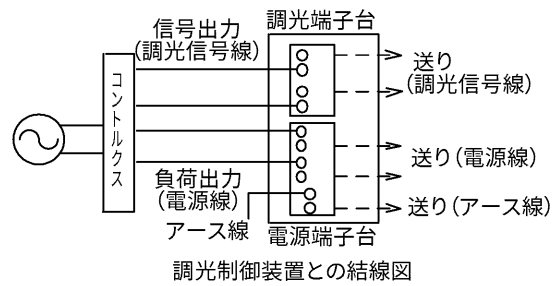 調光端子台
信号出力
(調光信号線)
送り
(調光信号線)
コントルクス
送り(電源線)
負荷出力
(電源線)
アース線
送り(アース線)
電源端子台
調光制御装置との結線図